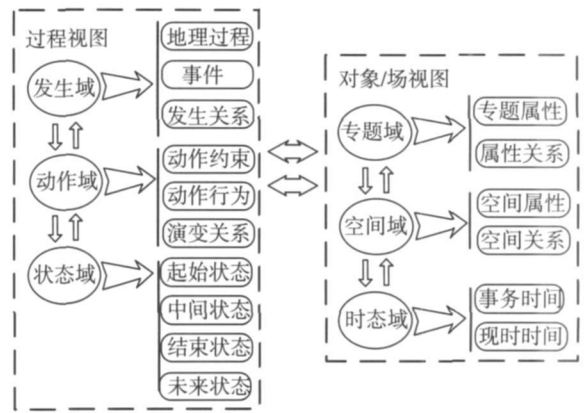 过程视图
发生域
地理过程
事件
发生关系
动作域
动作约束
动作行为
演变关系
状态域
起始状态
中间状态
结束状态
未来状态
对象/场视图
专题域
专题属性
属性关系
空间域
空间属性
空间关系
时态域
事务时间
现时时间